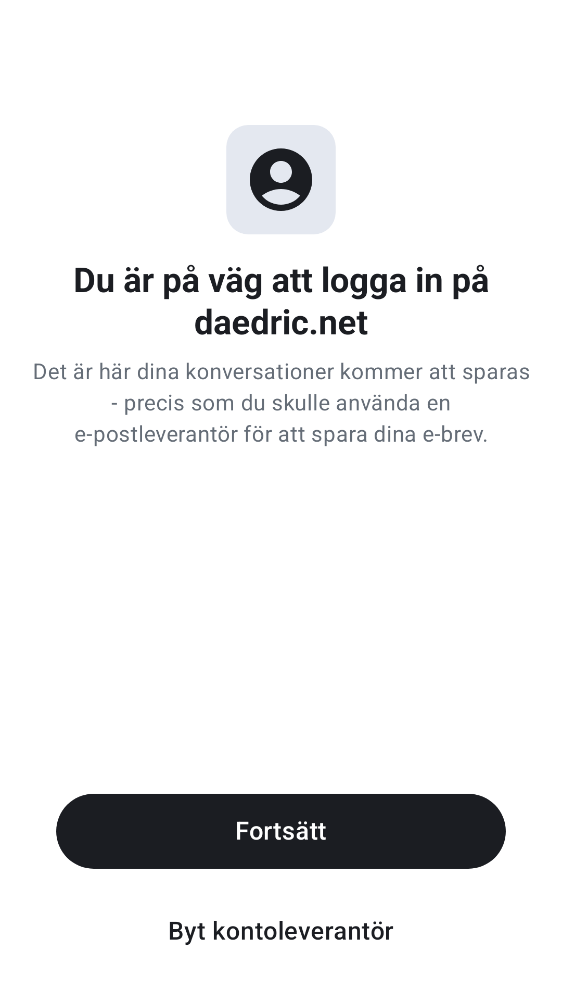 Du är på väg att logga in på
daedric.net
Det är här dina konversationer kommer att sparas
- precis som du skulle använda en
e-postleverantör för att spara dina e-brev.
Fortsätt
Byt kontoleverantör